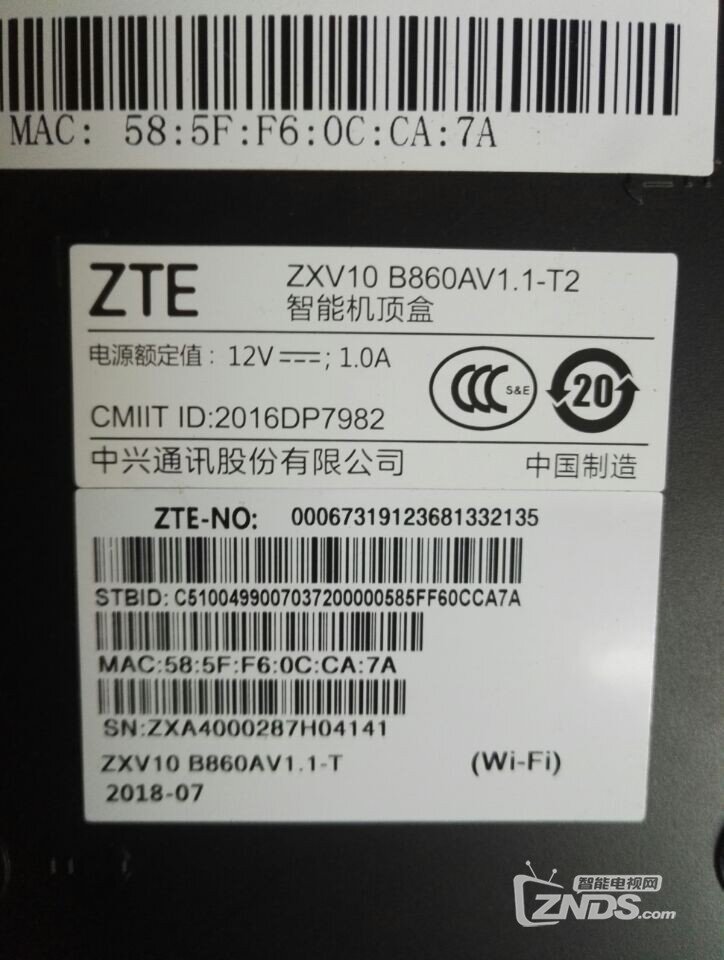 MAC: 58:5F:F6:0C:CA:7A
ZTE
ZXV10 B860AV1.1-T2
智能机顶盒
电源额定值：12V⎓; 1.0A
S&E
20
CMIIT ID:2016DP7982
中兴通讯股份有限公司
中国制造
ZTE-NO: 00067319123681332135
STBID: C5100499007037200000585FF60CCA7A
MAC:58:5F:F6:0C:CA:7A
SN:ZXA4000287H04141
ZXV10 B860AV1.1-T (Wi-Fi)
2018-07
智能电视网
ZNDS.com